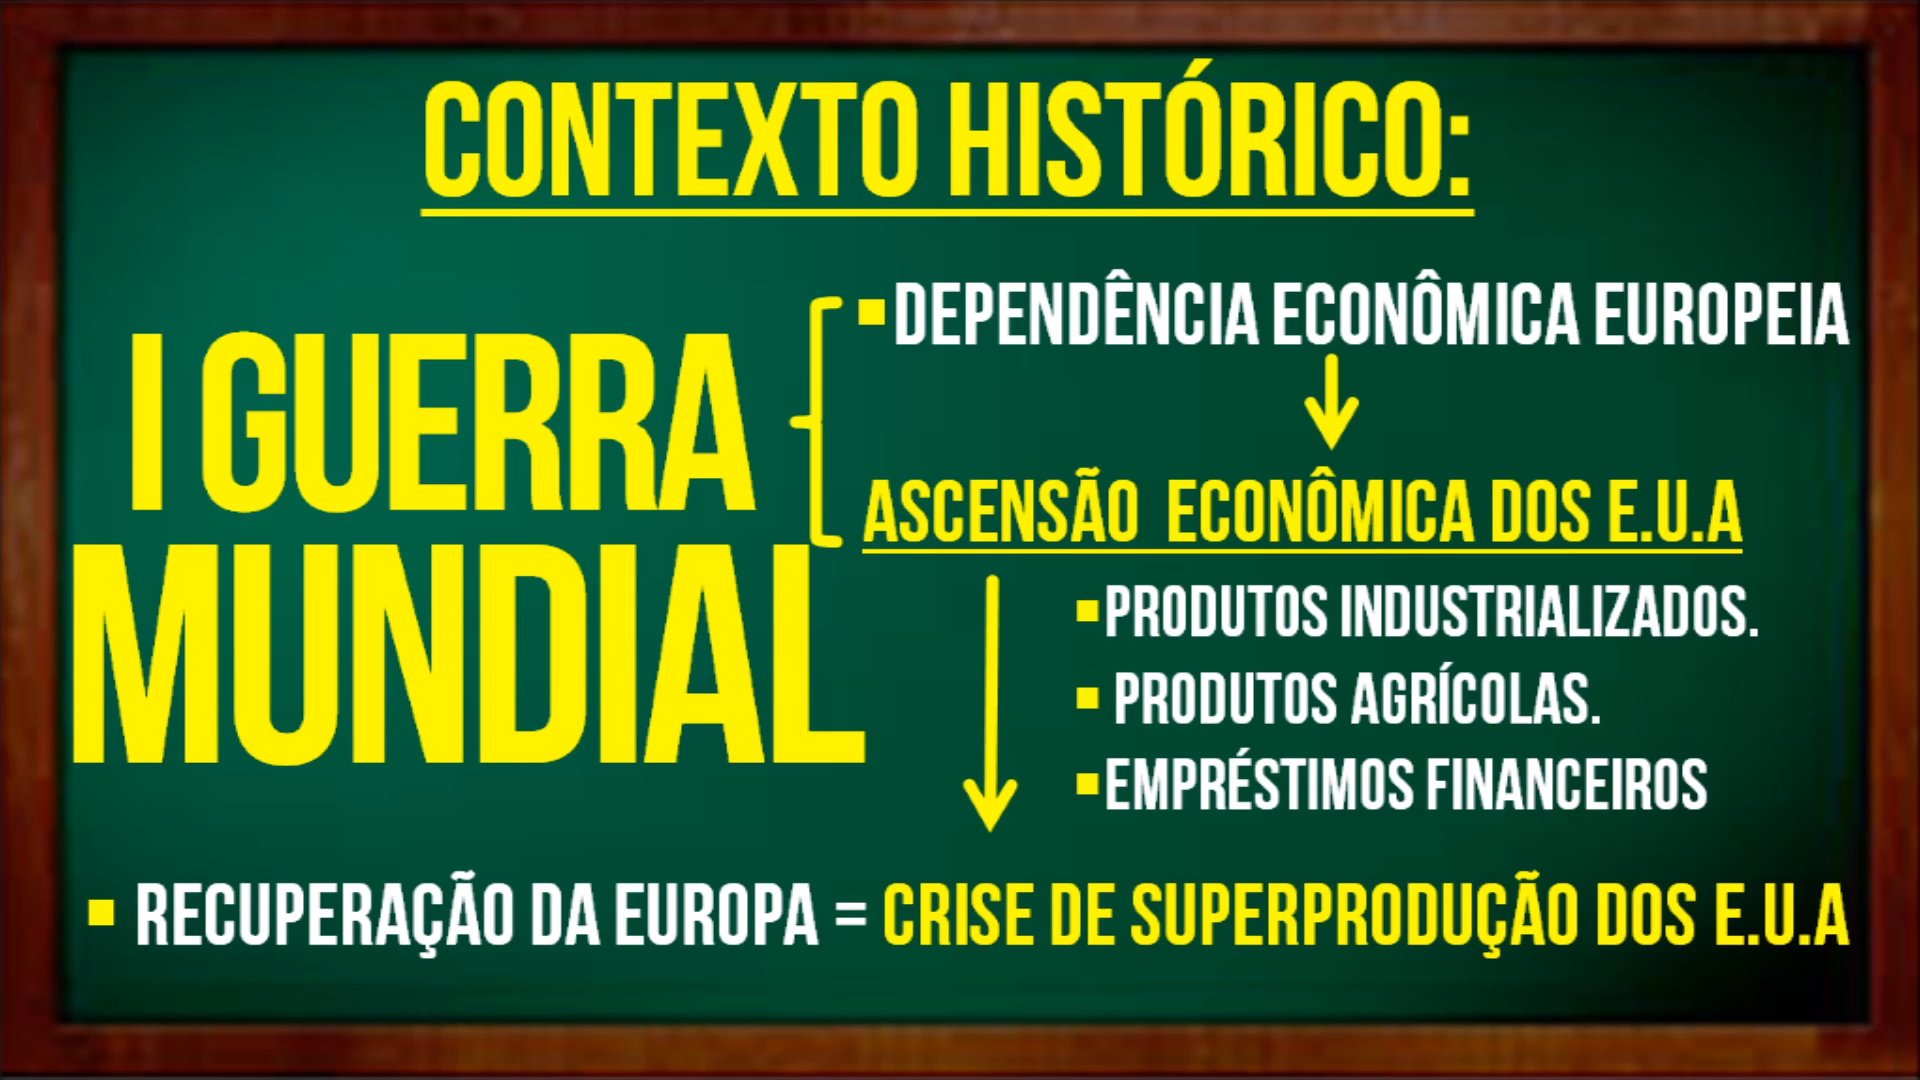 CONTEXTO HISTÓRICO:
I GUERRA
MUNDIAL
DEPENDÊNCIA ECONÔMICA EUROPEIA
ASCENSÃO ECONÔMICA DOS E.U.A
PRODUTOS INDUSTRIALIZADOS.
PRODUTOS AGRÍCOLAS.
EMPRÉSTIMOS FINANCEIROS
RECUPERAÇÃO DA EUROPA = CRISE DE SUPERPRODUÇÃO DOS E.U.A